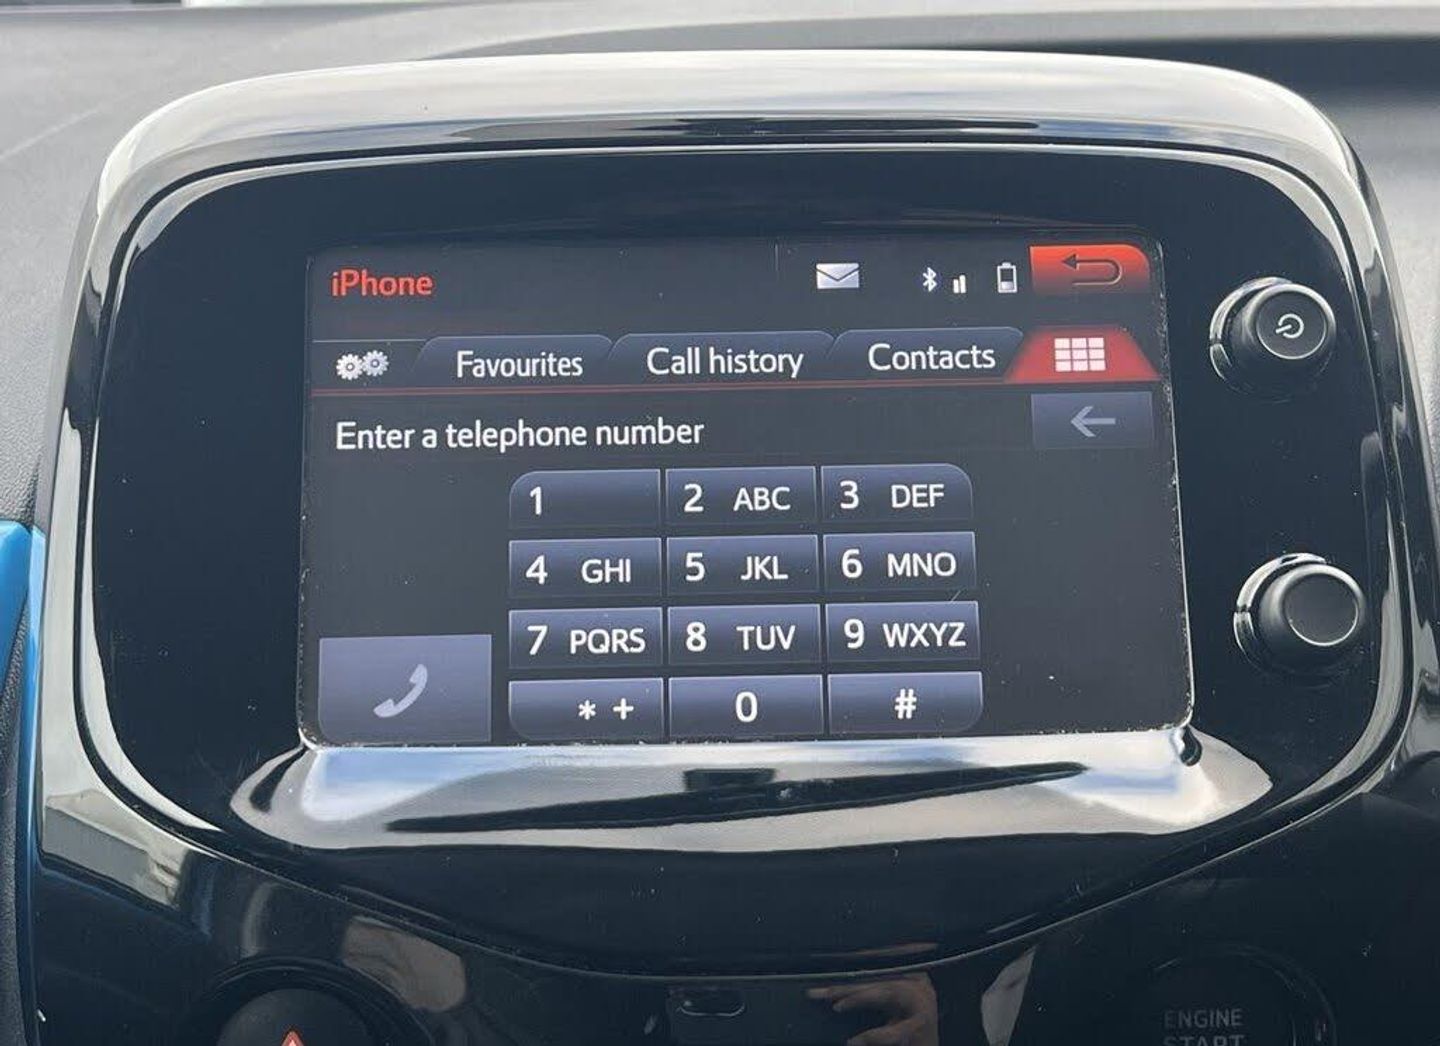 iPhone
Favourites Call history Contacts
Enter a telephone number
1 2 ABC 3 DEF
4 GHI 5 JKL 6 MNO
7 PQRS 8 TUV 9 WXYZ
* + 0 #
ENGINE
START